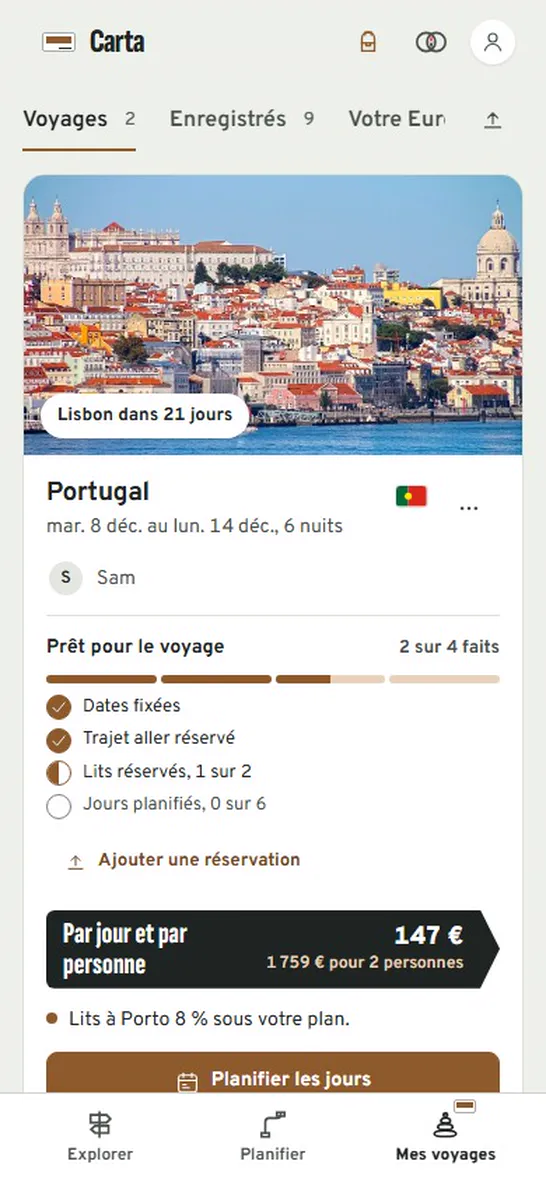 Carta
Voyages 2 Enregistrés 9 Votre Eur
Lisbon dans 21 jours
Portugal
mar. 8 déc. au lun. 14 déc., 6 nuits
S Sam
Prêt pour le voyage 2 sur 4 faits
Dates fixées
Trajet aller réservé
Lits réservés, 1 sur 2
Jours planifiés, 0 sur 6
Ajouter une réservation
Par jour et par personne
147 €
1 759 € pour 2 personnes
Lits à Porto 8 % sous votre plan.
Planifier les jours
Explorer Planifier Mes voyages